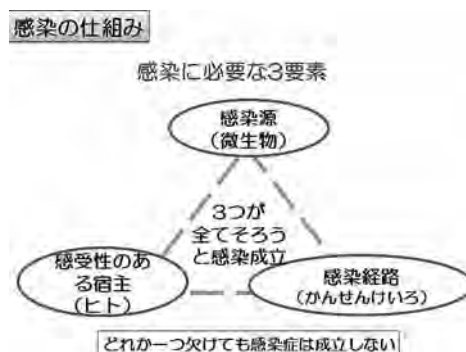 感染の仕組み
感染に必要な3要素
感染源
(微生物)
3つが
全てそろう
と感染成立
感受性のあ
る宿主
(ヒト)
感染経路
(かんせんけいろ)
どれか一つ欠けても感染症は成立しない